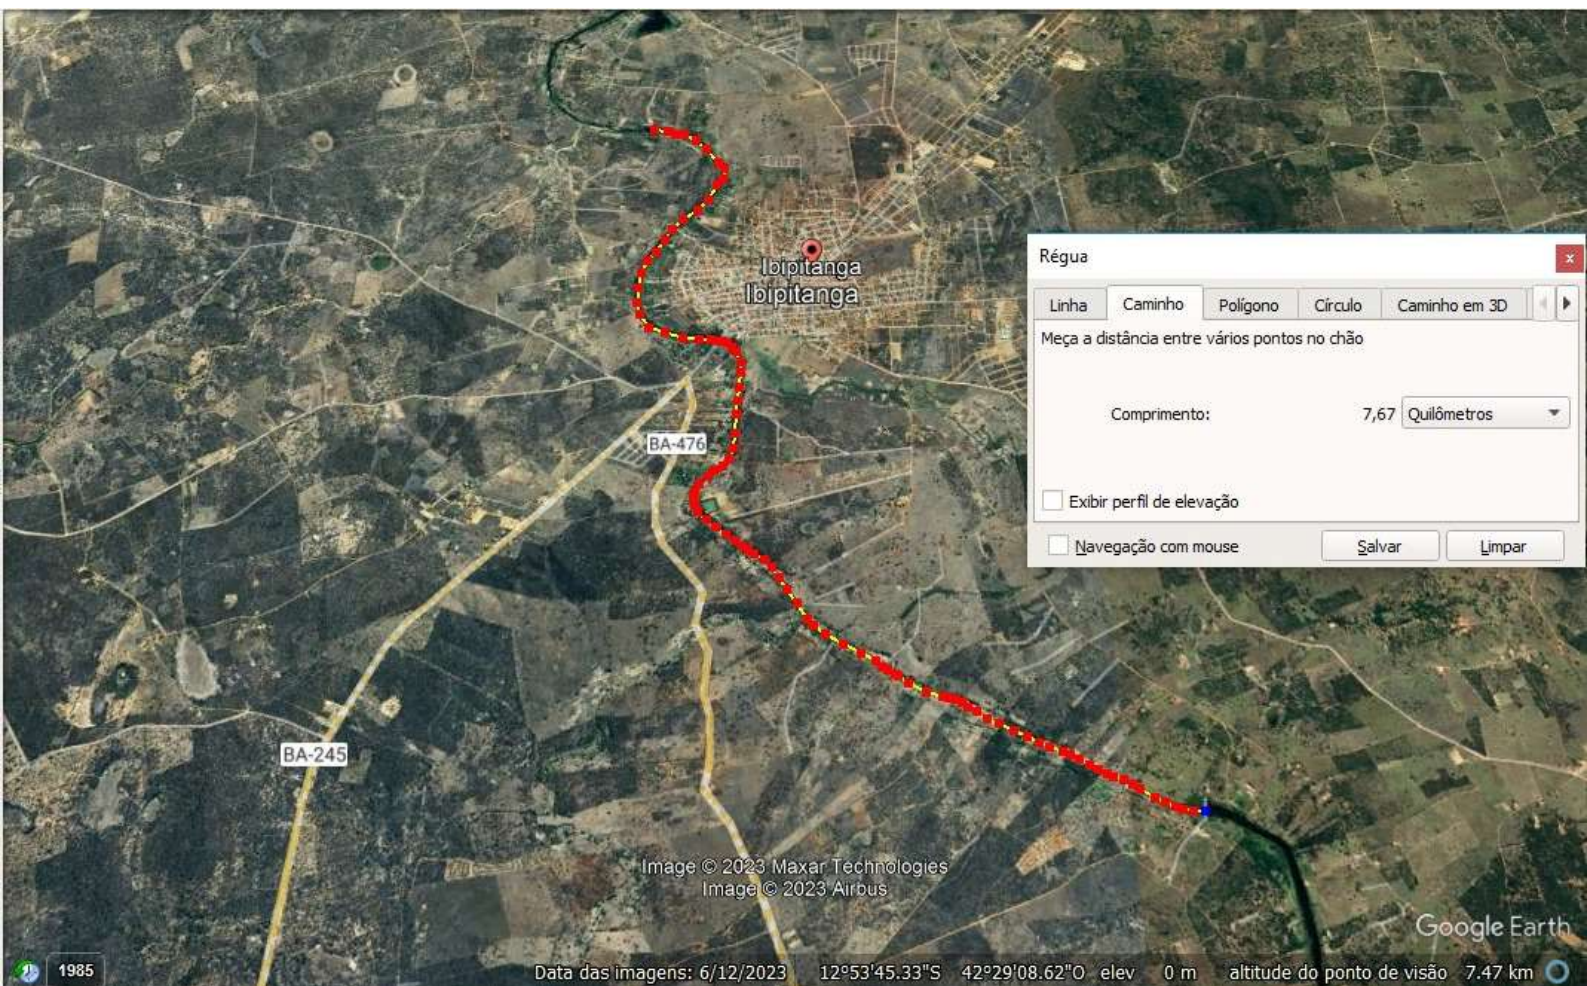 Ibipitanga
Ibipitanga
BA-476
BA-245
Régua
x
Linha Caminho Polígono Círculo Caminho em 3D
Meça a distância entre vários pontos no chão
Comprimento: 7,67 Quilômetros
Exibir perfil de elevação
Navegação com mouse Salvar Limpar
Image © 2023 Maxar Technologies
Image © 2023 Airbus
Google Earth
1985 Data das imagens: 6/12/2023 12°53'45.33"S 42°29'08.62"O elev 0 m altitude do ponto de visão 7.47 km